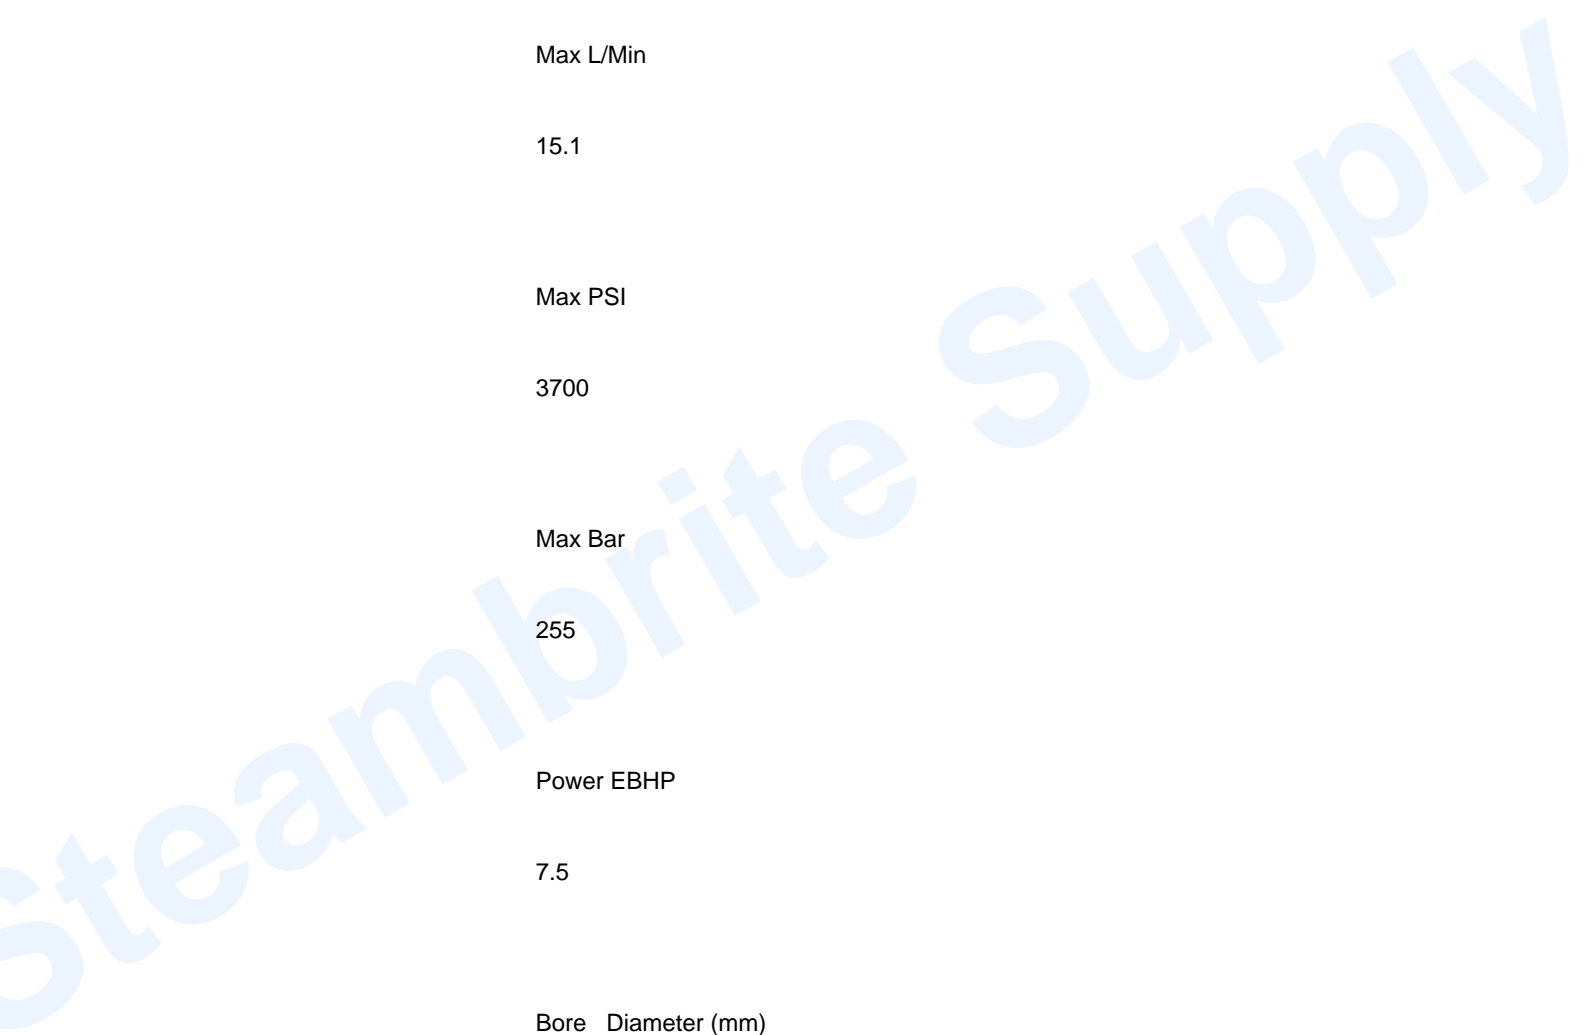 Max L/Min
15.1
Max PSI
3700
Max Bar
255
Power EBHP
7.5
Bore Diameter (mm)
Steambrite Supply